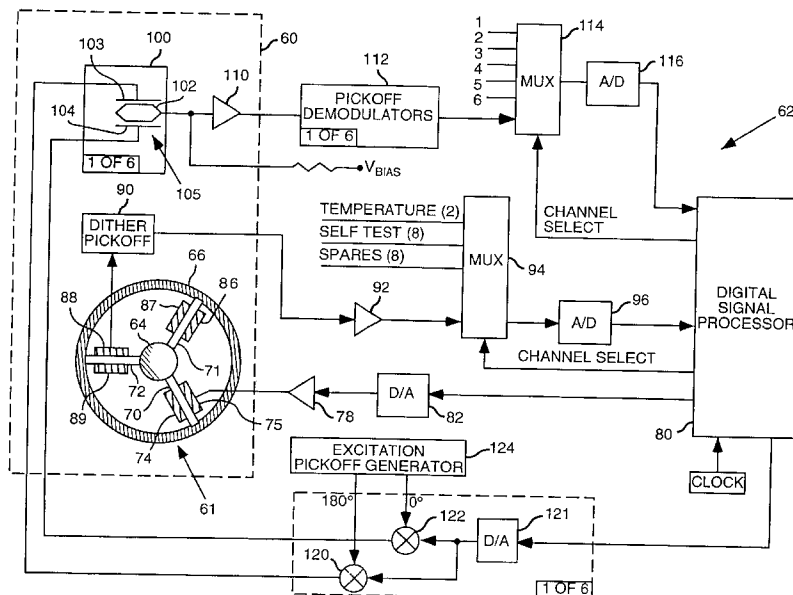 60
100
103
102
104
1 OF 6
105
110
112
PICKOFF
DEMODULATORS
1 OF 6
VBIAS
1
2
3
4
5
6
114
MUX
A/D
116
62
CHANNEL
SELECT
90
DITHER
PICKOFF
TEMPERATURE (2)
SELF TEST (8)
SPARES (8)
MUX
94
92
A/D
96
CHANNEL SELECT
DIGITAL
SIGNAL
PROCESSOR
80
CLOCK
66
87
86
88
64
71
72
89
70
74
75
61
78
D/A
82
EXCITATION
PICKOFF GENERATOR
124
180°
0°
122
120
D/A
121
1 OF 6